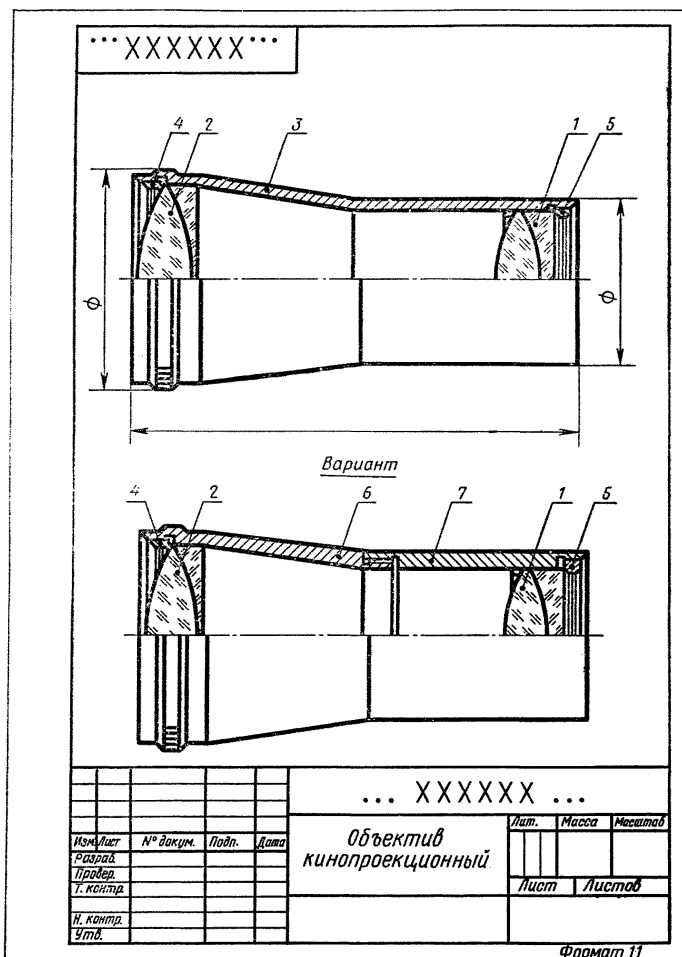 ...XXXXXX...
4 2 3 1 5
Ф Ф
Вариант
4 2 6 7 1 5
... XXXXXX ...
Объектив
кинопроекционный
Лит. Масса Масштаб
Изм. Лист № докум. Подп. Дата
Разраб.
Провер.
Т. контр.
Лист Листов
Н. контр.
Утв.
Формат 11